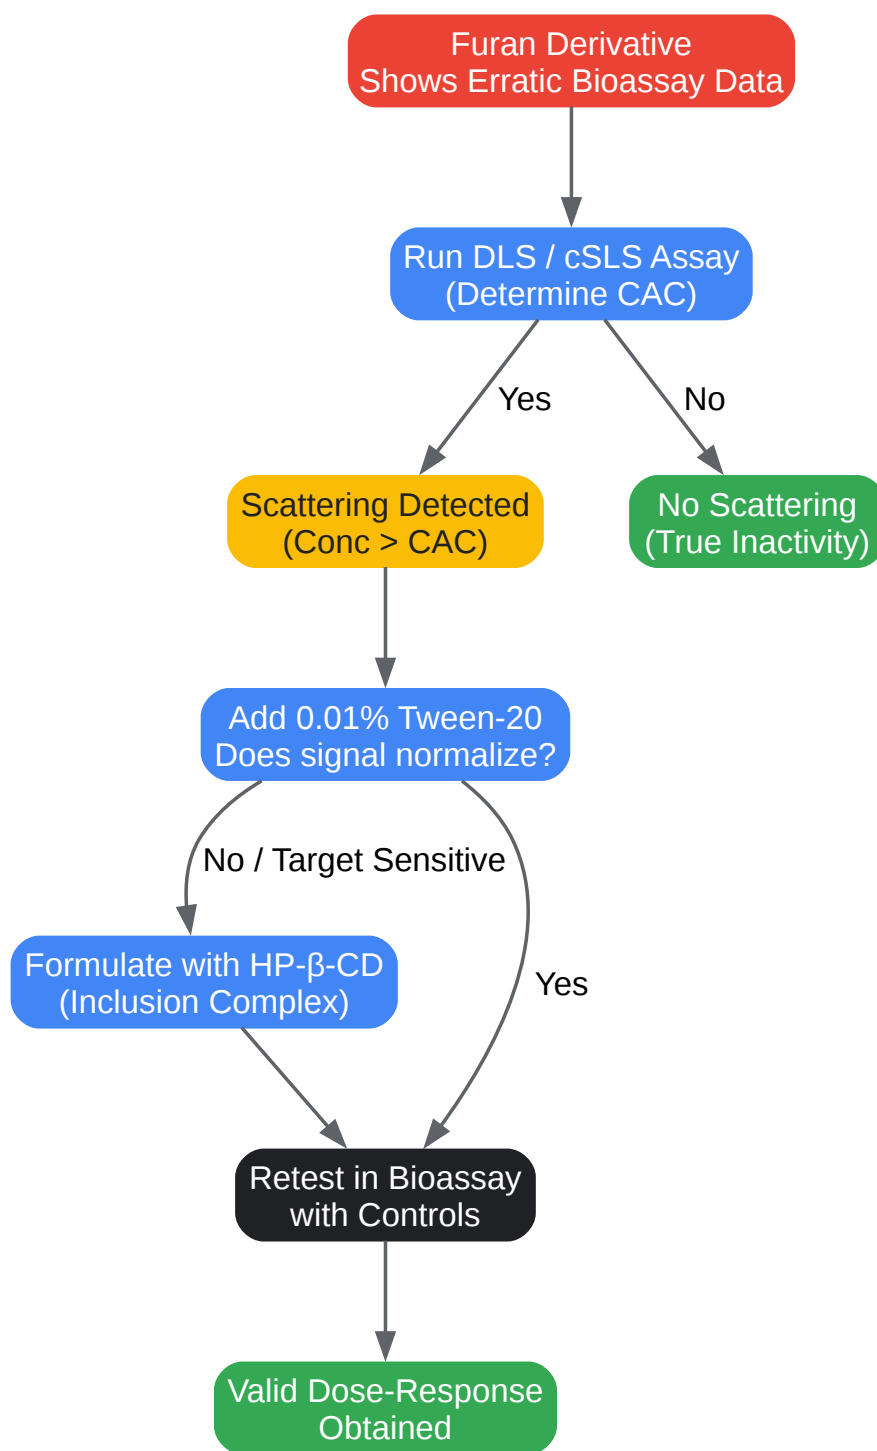 Furan Derivative
Shows Erratic Bioassay Data
Run DLS / cSLS Assay
(Determine CAC)
Yes
No
Scattering Detected
(Conc > CAC)
No Scattering
(True Inactivity)
Add 0.01% Tween-20
Does signal normalize?
No / Target Sensitive
Formulate with HP-β-CD
(Inclusion Complex)
Yes
Retest in Bioassay
with Controls
Valid Dose-Response
Obtained